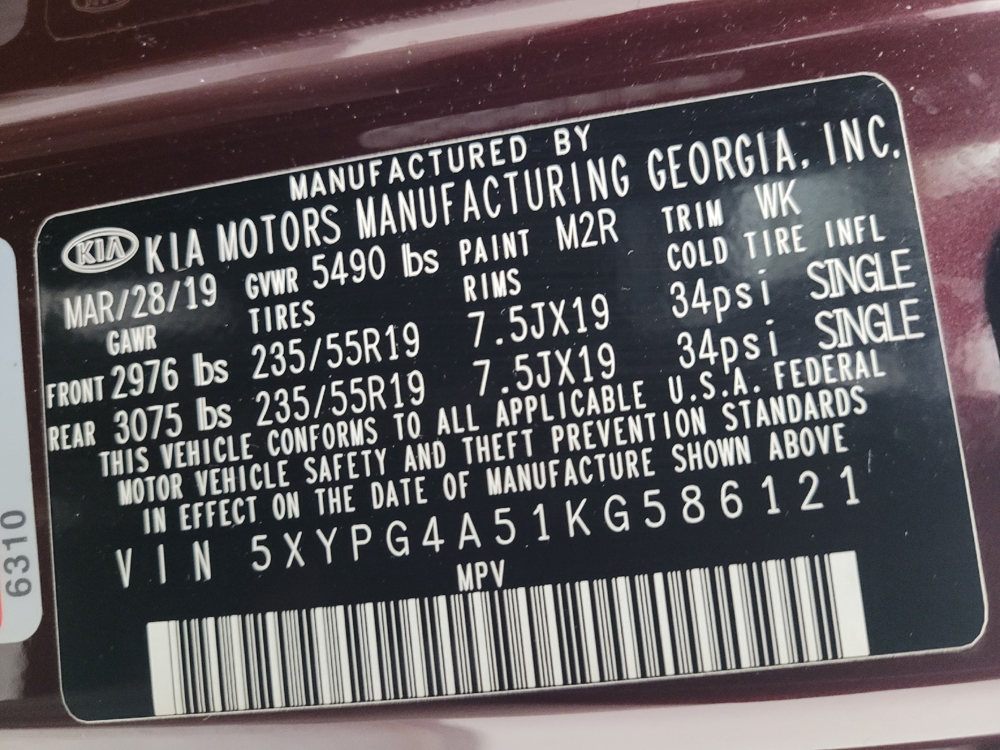 MANUFACTURED BY
KIA KIA MOTORS MANUFACTURING GEORGIA, INC.
MAR/28/19 GVWR 5490 lbs PAINT M2R TRIM WK
GAWR TIRES RIMS COLD TIRE INFL
FRONT 2976 lbs 235/55R19 7.5JX19 34psi SINGLE
REAR 3075 lbs 235/55R19 7.5JX19 34psi SINGLE
THIS VEHICLE CONFORMS TO ALL APPLICABLE U.S.A. FEDERAL
MOTOR VEHICLE SAFETY AND THEFT PREVENTION STANDARDS
IN EFFECT ON THE DATE OF MANUFACTURE SHOWN ABOVE
VIN 5XYPG4A51KG586121
MPV
6310